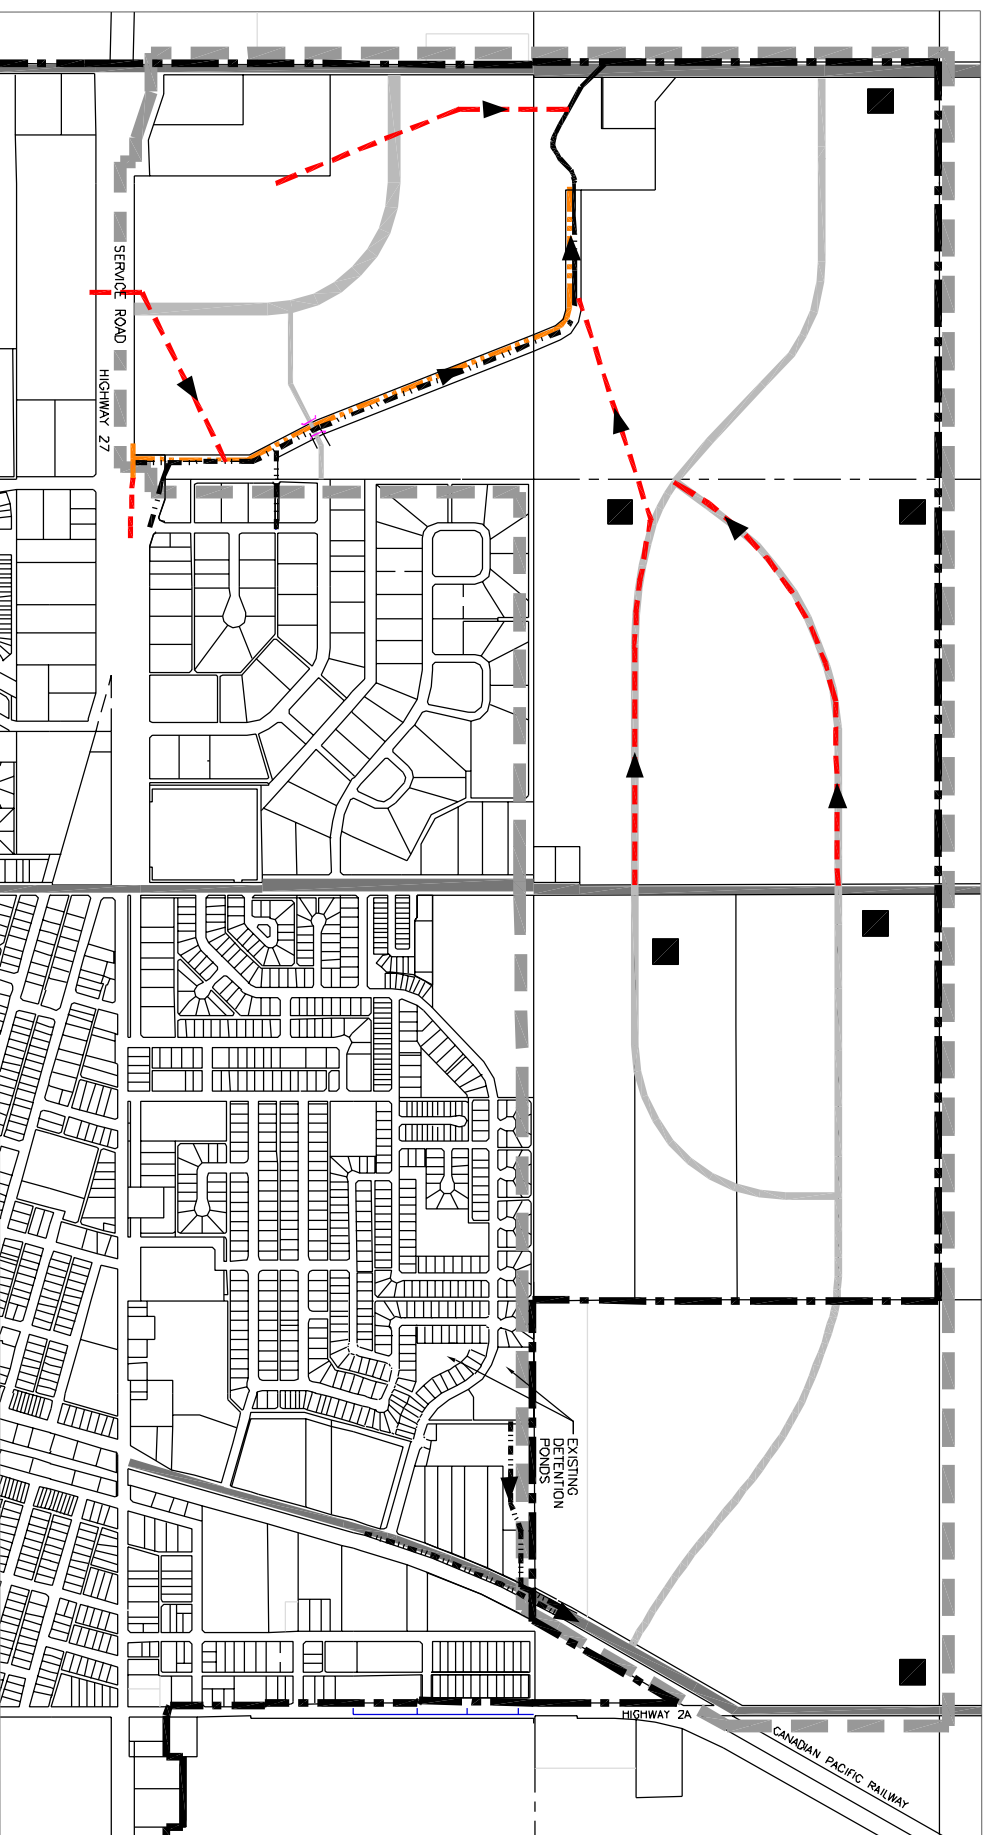 SERVICE ROAD
HIGHWAY 27
EXISTING
DETENTION
PONDS
HIGHWAY 2A
CANADIAN PACIFIC RAILWAY